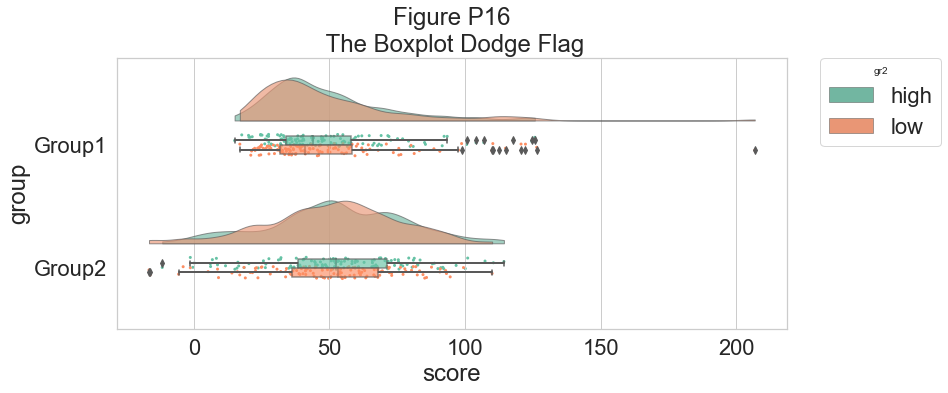 Figure P16
The Boxplot Dodge Flag
gr2
high
low
group
Group1
Group2
0 50 100 150 200
score